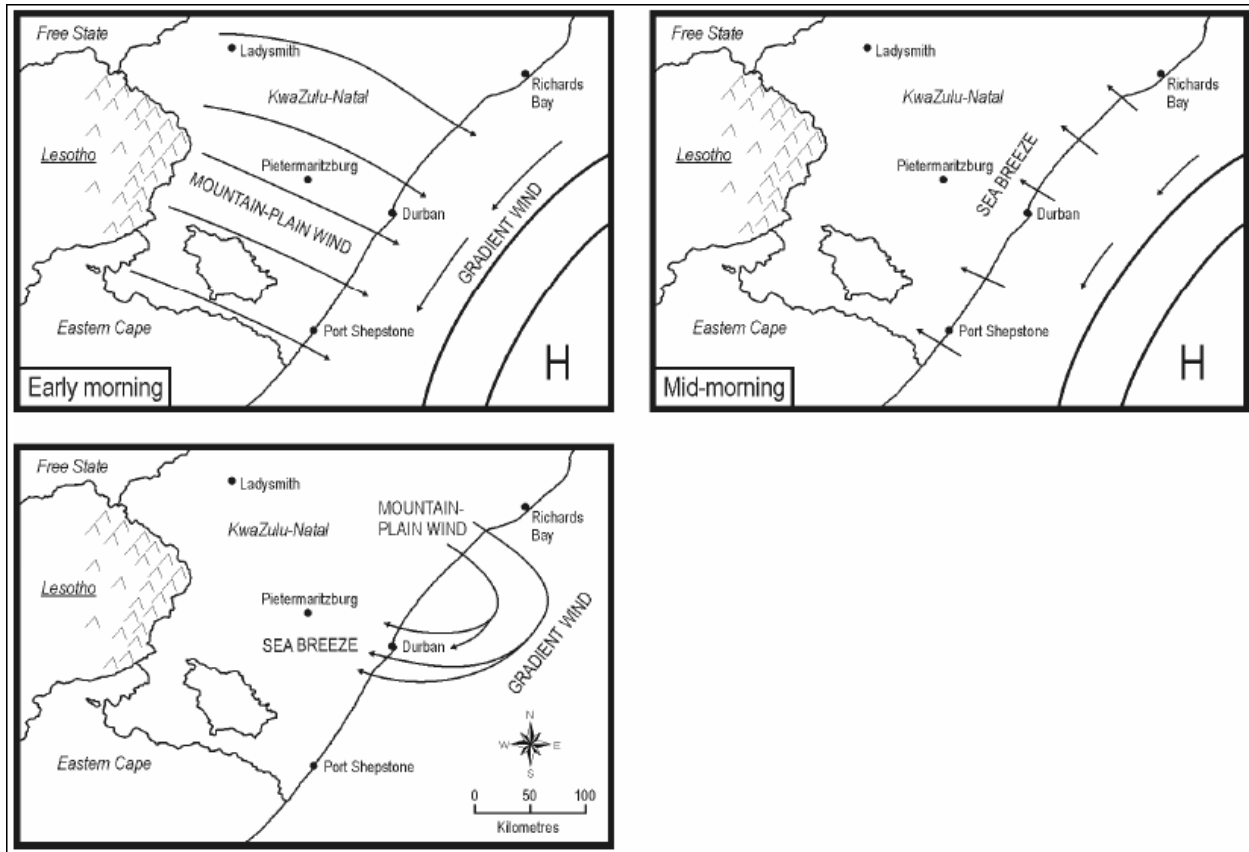 Free State
Ladysmith
KwaZulu-Natal
Richards
Bay
Lesotho
Pietermaritzburg
MOUNTAIN-PLAIN WIND
Durban
GRADIENT WIND
Port Shepstone
Eastern Cape
H
Early morning
Free State
Ladysmith
KwaZulu-Natal
Richards
Bay
Lesotho
Pietermaritzburg
SEA BREEZE
Durban
Port Shepstone
Eastern Cape
H
Mid-morning
Free State
Ladysmith
MOUNTAIN-
PLAIN WIND
Richards
Bay
KwaZulu-Natal
Lesotho
Pietermaritzburg
SEA BREEZE
Durban
GRADIENT WIND
N
W E
S
Eastern Cape
Port Shepstone
0 50 100
Kilometres